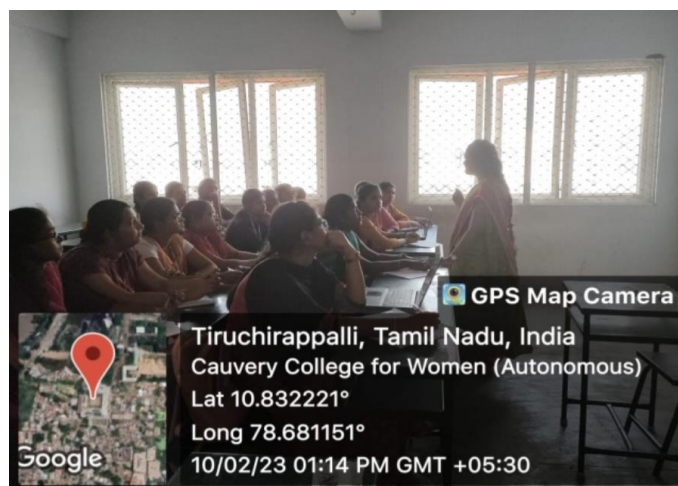 GPS Map Camera
Tiruchirappalli, Tamil Nadu, India
Cauvery College for Women (Autonomous)
Lat 10.832221°
Long 78.681151°
10/02/23 01:14 PM GMT +05:30
Google